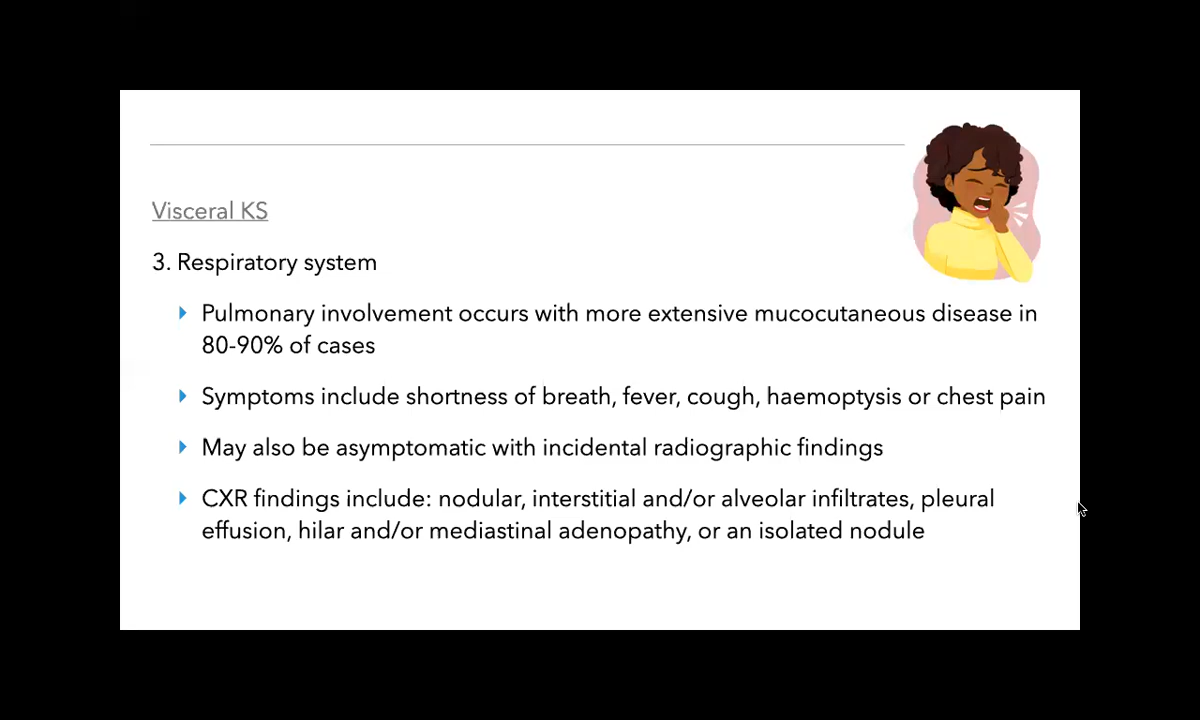 Visceral KS
3. Respiratory system
Pulmonary involvement occurs with more extensive mucocutaneous disease in
80-90% of cases
Symptoms include shortness of breath, fever, cough, haemoptysis or chest pain
May also be asymptomatic with incidental radiographic findings
CXR findings include: nodular, interstitial and/or alveolar infiltrates, pleural
effusion, hilar and/or mediastinal adenopathy, or an isolated nodule